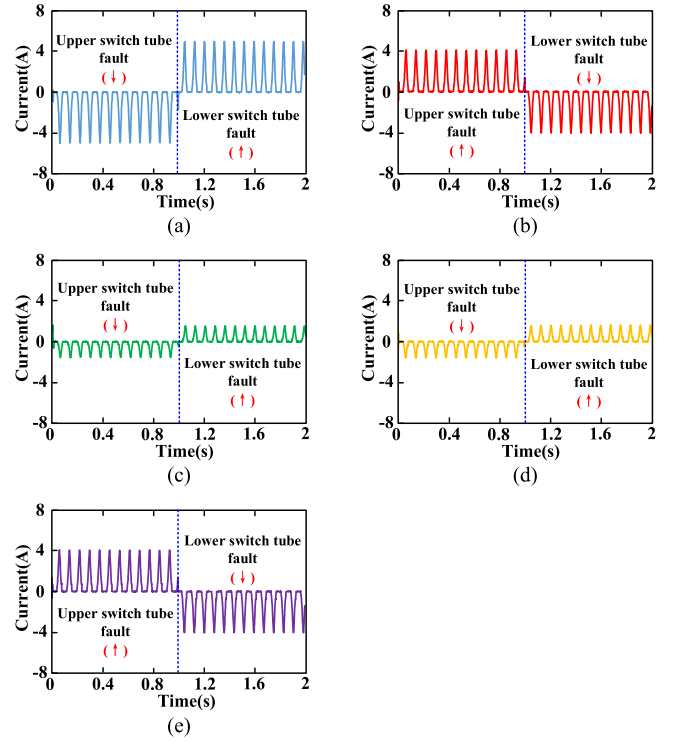 8
4
0
-4
-8
Current(A)
Upper switch tube
fault
(↓)
Lower switch tube
fault
(↑)
0 0.4 0.8 1.2 1.6 2
Time(s)
(a)
8
4
0
-4
-8
Current(A)
Lower switch tube
fault
(↓)
Upper switch tube
fault
(↑)
0 0.4 0.8 1.2 1.6 2
Time(s)
(b)
8
4
0
-4
-8
Current(A)
Upper switch tube
fault
(↓)
Lower switch tube
fault
(↑)
0 0.4 0.8 1.2 1.6 2
Time(s)
(c)
8
4
0
-4
-8
Current(A)
Upper switch tube
fault
(↓)
Lower switch tube
fault
(↑)
0 0.4 0.8 1.2 1.6 2
Time(s)
(d)
8
4
0
-4
-8
Current(A)
Lower switch tube
fault
(↓)
Upper switch tube
fault
(↑)
0 0.4 0.8 1.2 1.6 2
Time(s)
(e)